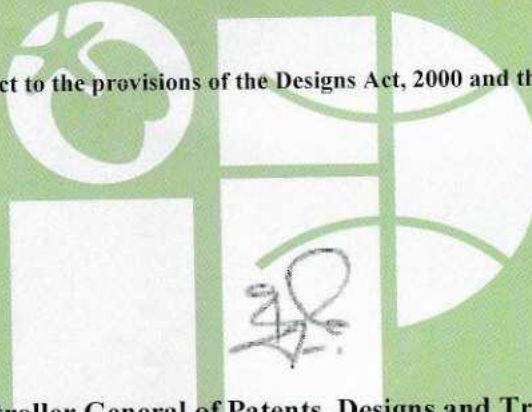 ct to the provisions of the Designs Act, 2000 and th
troller General of Patents, Designs and Tr